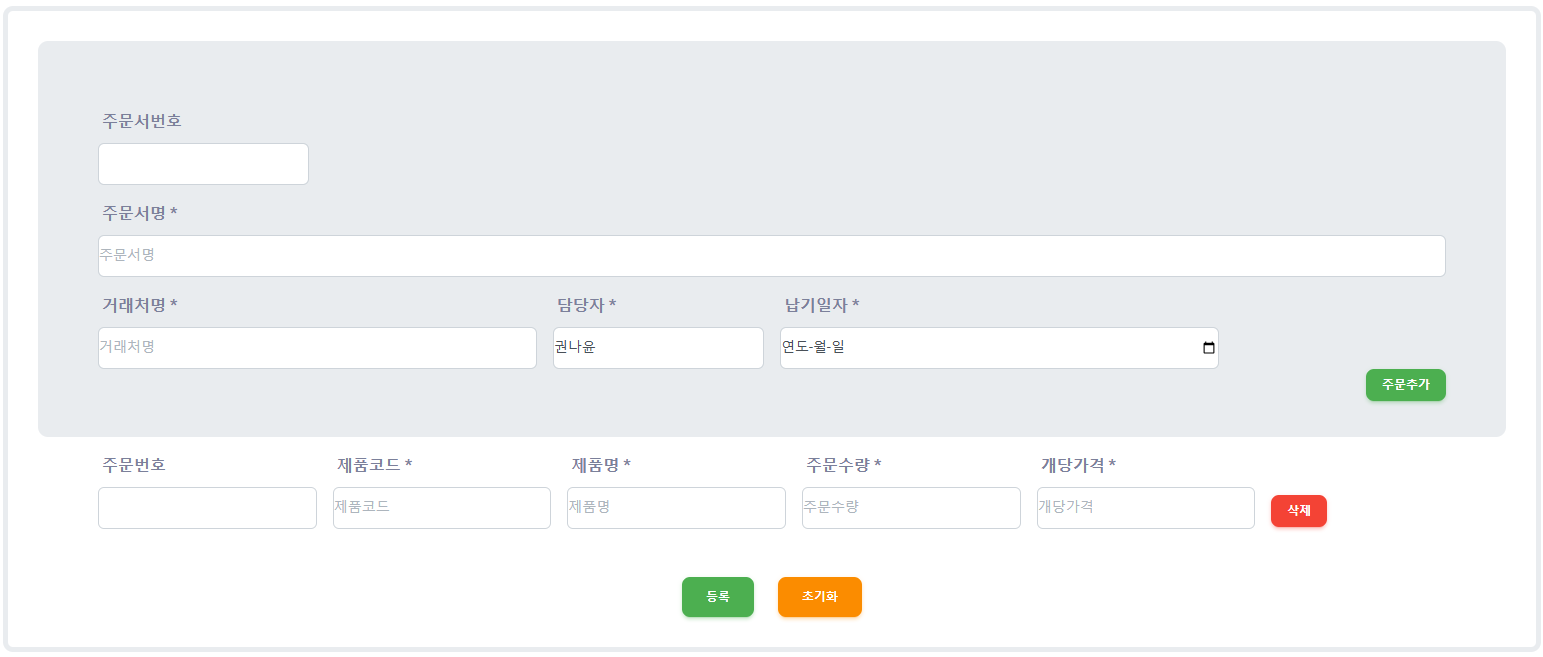 주문서번호
주문서명 *
주문서명
거래처명 * 담당자 * 납기일자 *
거래처명 권나윤 연도-월-일
주문추가
주문번호 제품코드 * 제품명 * 주문수량 * 개당가격 *
제품코드 제품명 주문수량 개당가격 삭제
등록 초기화